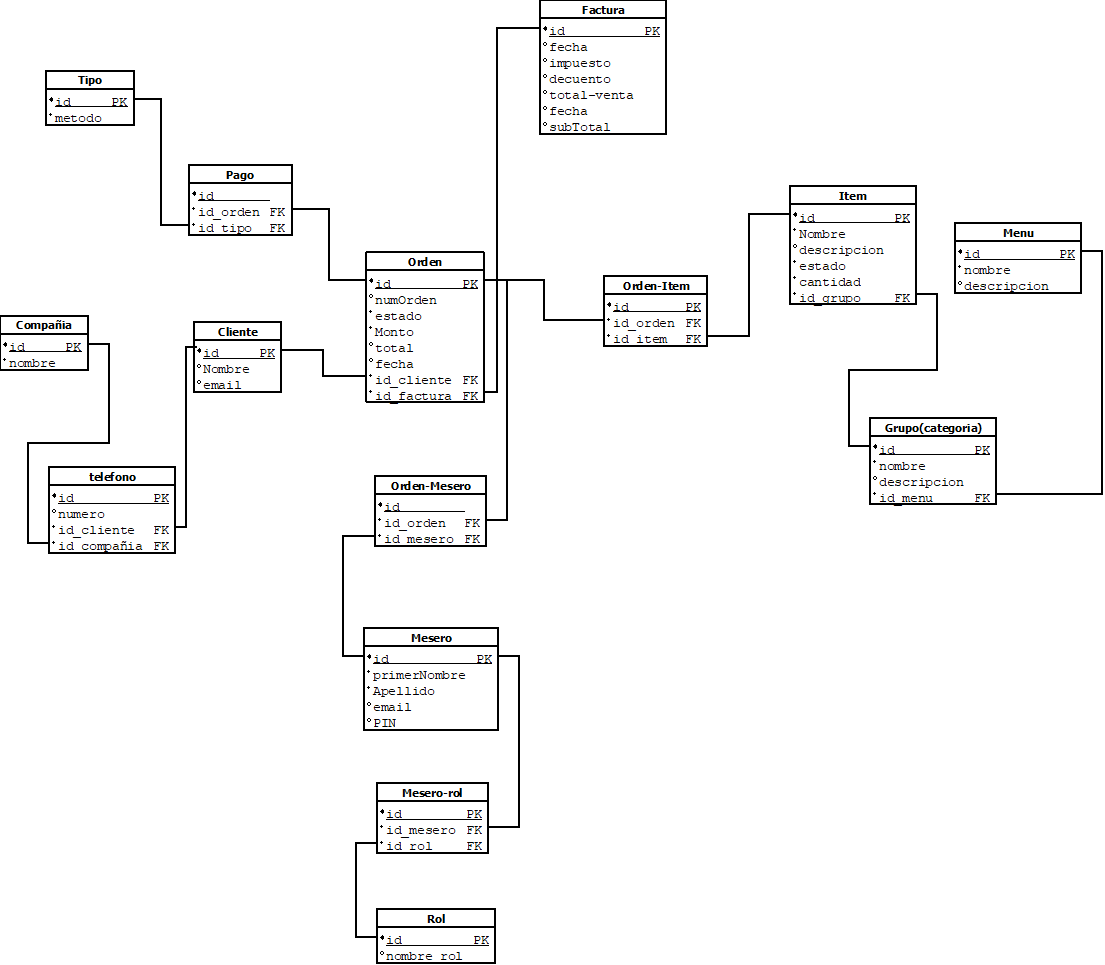 Factura
id PK
fecha
impuesto
decuento
total-venta
fecha
subTotal
Tipo
id PK
metodo
Pago
id
id_orden FK
id_tipo FK
Item
id PK
Nombre
descripcion
estado
cantidad
id_grupo FK
Menu
id PK
nombre
descripcion
Orden
id PK
numOrden
estado
Monto
total
fecha
id_cliente FK
id_factura FK
Orden-Item
id PK
id_orden FK
id_item FK
Compañia
id PK
nombre
Cliente
id PK
Nombre
email
Grupo(categoria)
id PK
nombre
descripcion
id_menu FK
telefono
id PK
numero
id_cliente FK
id_compañia FK
Orden-Mesero
id
id_orden FK
id_mesero FK
Mesero
id PK
primerNombre
Apellido
email
PIN
Mesero-rol
id PK
id_mesero FK
id_rol FK
Rol
id PK
nombre_rol